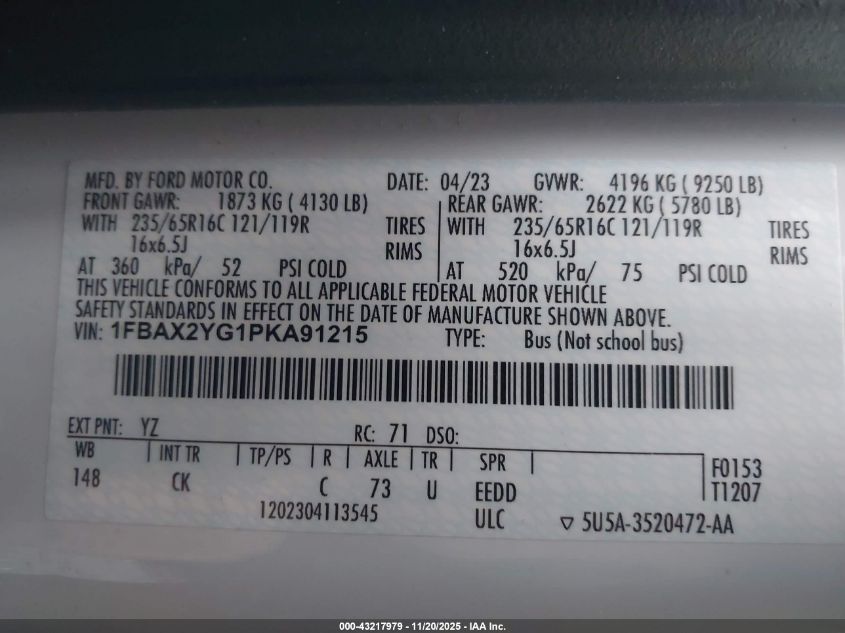 MFD. BY FORD MOTOR CO. DATE: 04/23 GVWR: 4196 KG ( 9250 LB)
FRONT GAWR: 1873 KG ( 4130 LB) REAR GAWR: 2622 KG ( 5780 LB)
WITH 235/65R16C 121/119R TIRES WITH 235/65R16C 121/119R TIRES
16x6.5J RIMS 16x6.5J RIMS
AT 360 kPa/ 52 PSI COLD AT 520 kPa/ 75 PSI COLD
THIS VEHICLE CONFORMS TO ALL APPLICABLE FEDERAL MOTOR VEHICLE
SAFETY STANDARDS IN EFFECT ON THE DATE OF MANUFACTURE SHOWN ABOVE.
VIN: 1FBAX2YG1PKA91215 TYPE: Bus (Not school bus)
EXT PNT: YZ RC: 71 DSO:
WB INT TR TP/PS R AXLE TR SPR F0153
148 CK C 73 U EEDD T1207
1202304113545 ULC ▽ 5U5A-3520472-AA
000-43217979 - 11/20/2025 - IAA Inc.